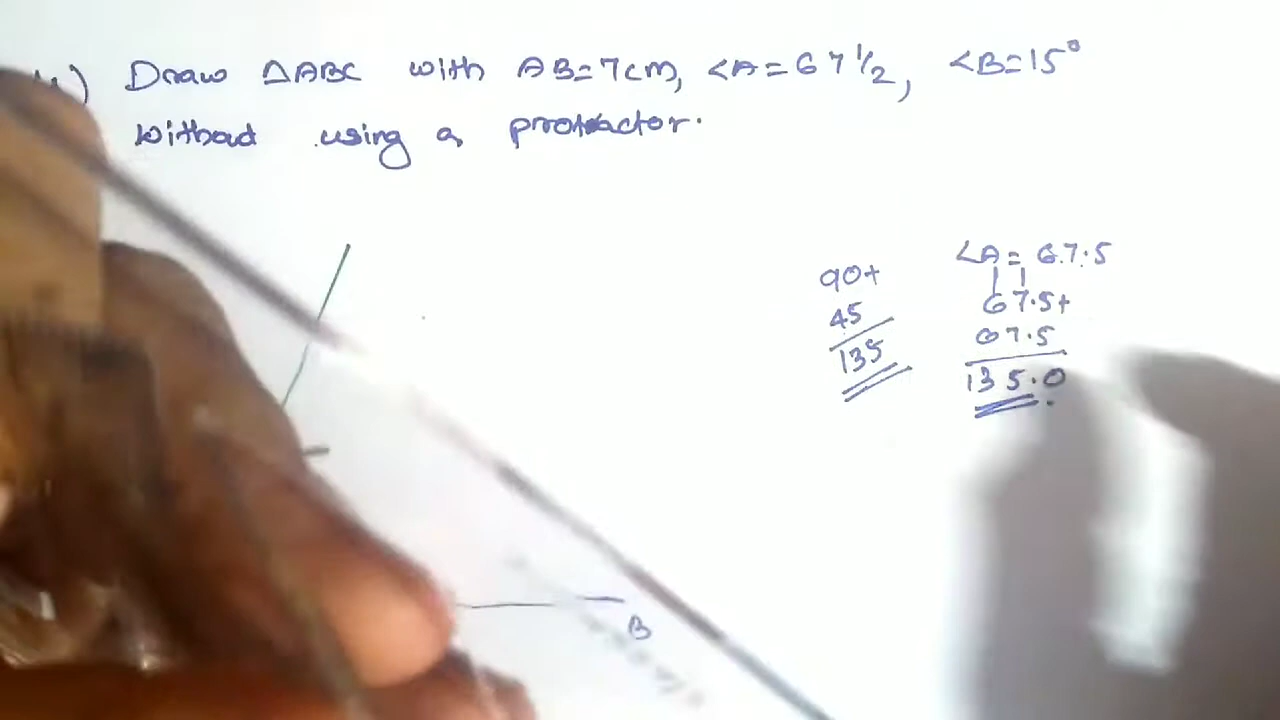 Draw △ABC with AB=7cm, <A=67½, <B=15°
without using a protractor.
90+
45
135
<A = 67.5
67.5+
67.5
135.0
B